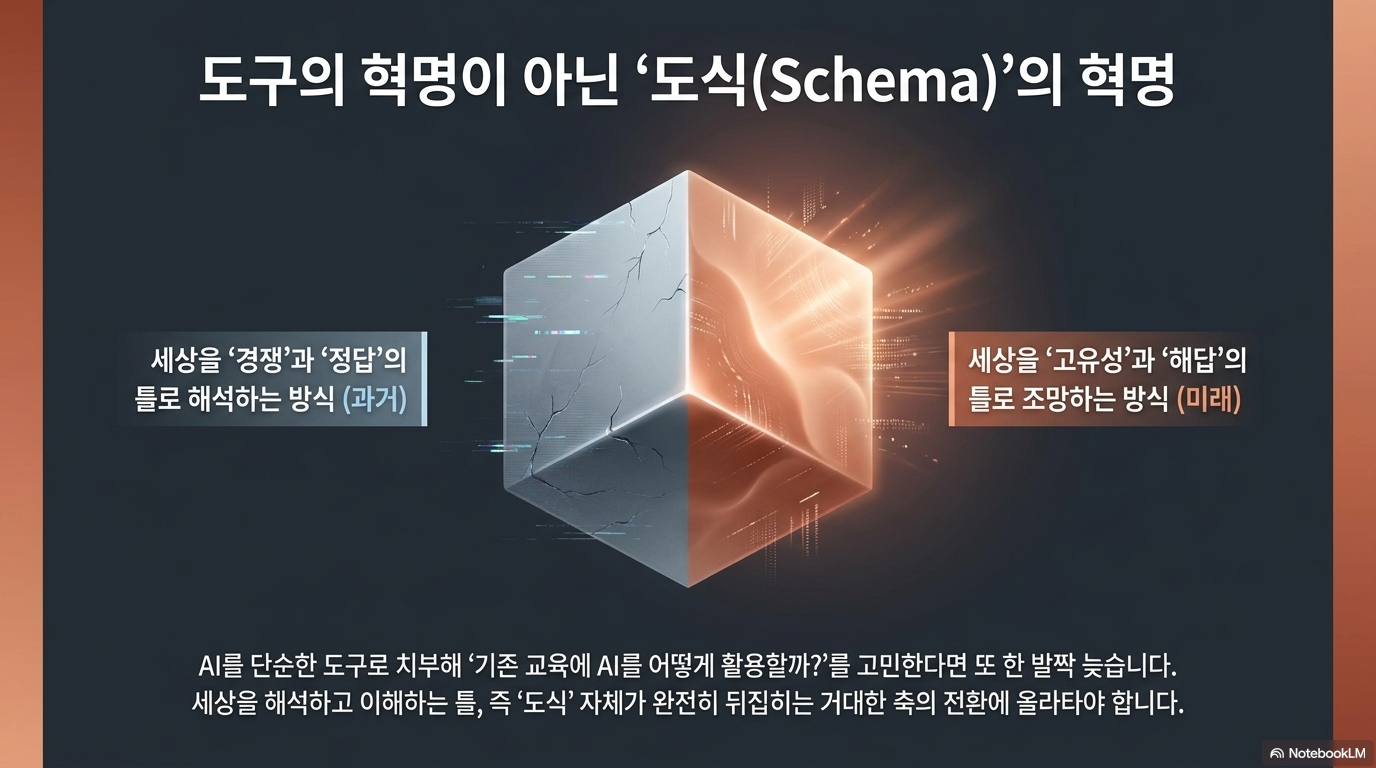 도구의 혁명이 아닌 ‘도식(Schema)’의 혁명
세상을 ‘경쟁’과 ‘정답’의
틀로 해석하는 방식 (과거)
세상을 ‘고유성’과 ‘해답’의
틀로 조망하는 방식 (미래)
AI를 단순한 도구로 치부해 ‘기존 교육에 AI를 어떻게 활용할까?’를 고민한다면 또 한 발짝 늦습니다.
세상을 해석하고 이해하는 틀, 즉 ‘도식’ 자체가 완전히 뒤집히는 거대한 축의 전환에 올라타야 합니다.
NotebookLM